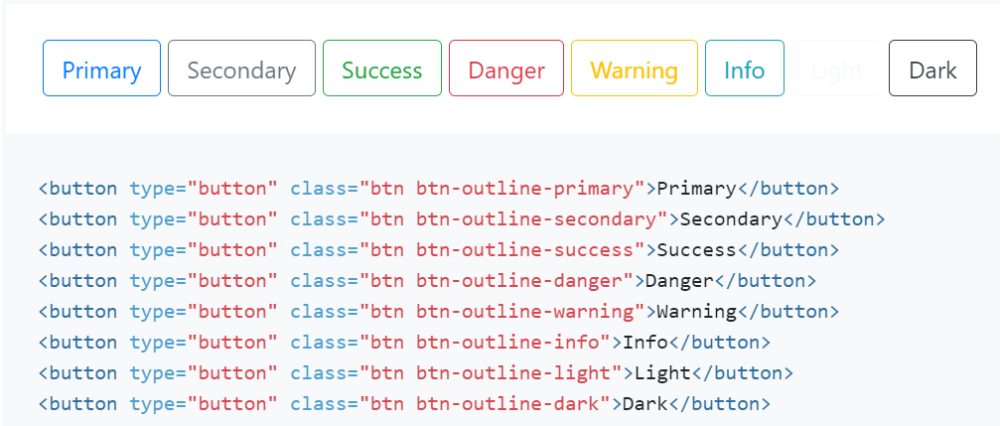 Primary Secondary Success Danger Warning Info Light Dark
<button type="button" class="btn btn-outline-primary">Primary</button>
<button type="button" class="btn btn-outline-secondary">Secondary</button>
<button type="button" class="btn btn-outline-success">Success</button>
<button type="button" class="btn btn-outline-danger">Danger</button>
<button type="button" class="btn btn-outline-warning">Warning</button>
<button type="button" class="btn btn-outline-info">Info</button>
<button type="button" class="btn btn-outline-light">Light</button>
<button type="button" class="btn btn-outline-dark">Dark</button>